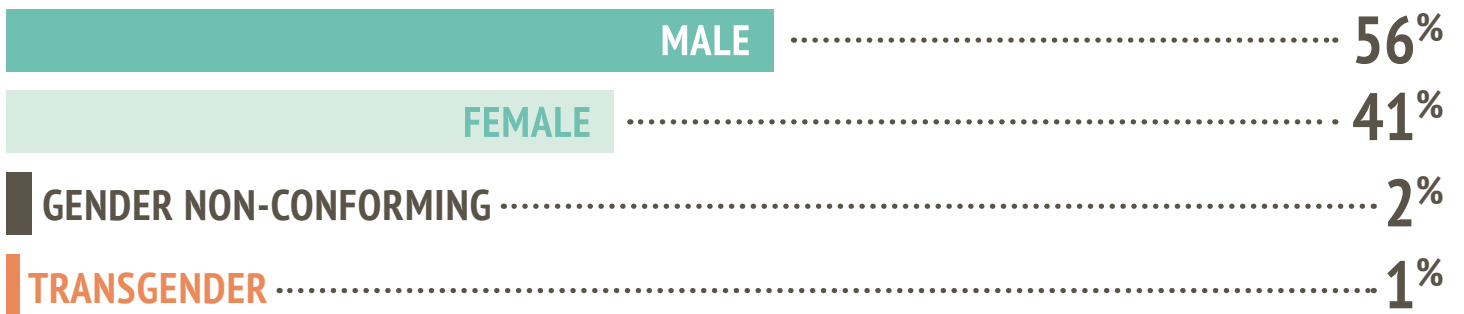 MALE 56%
FEMALE 41%
GENDER NON-CONFORMING 2%
TRANSGENDER 1%